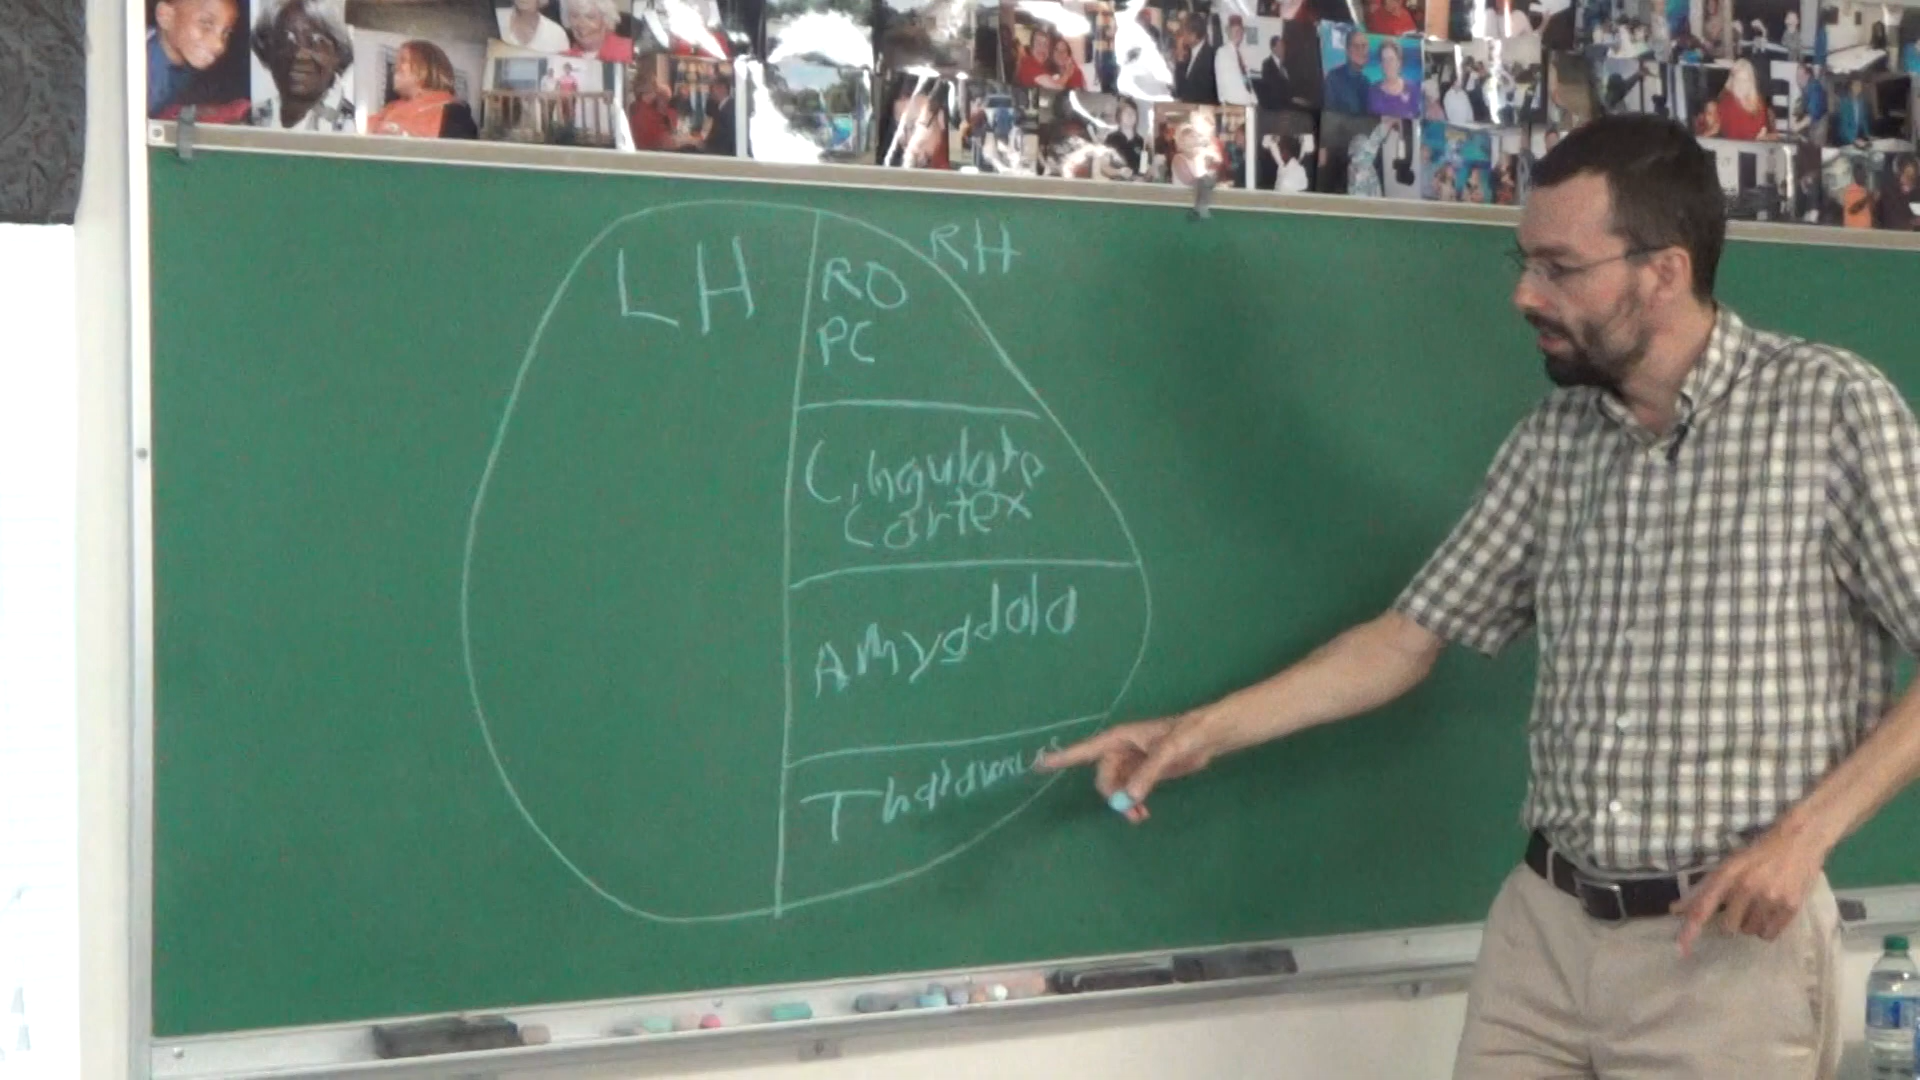 LH
RH
RO
PC
Cingulate
Cortex
Amygdala
Thalamus